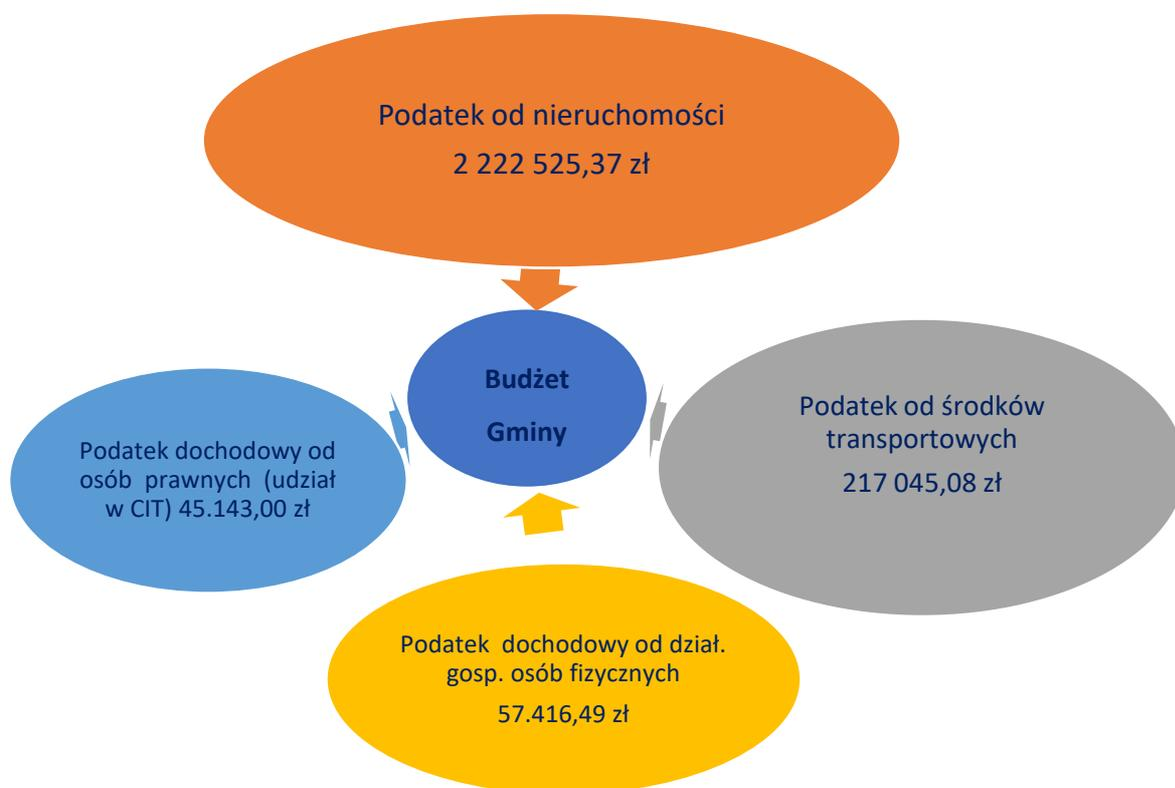 Podatek od nieruchomości
2 222 525,37 zł
Budżet
Gminy
Podatek dochodowy od
osób prawnych (udział
w CIT) 45.143,00 zł
Podatek od środków
transportowych
217 045,08 zł
Podatek dochodowy od dział.
gosp. osób fizycznych
57.416,49 zł